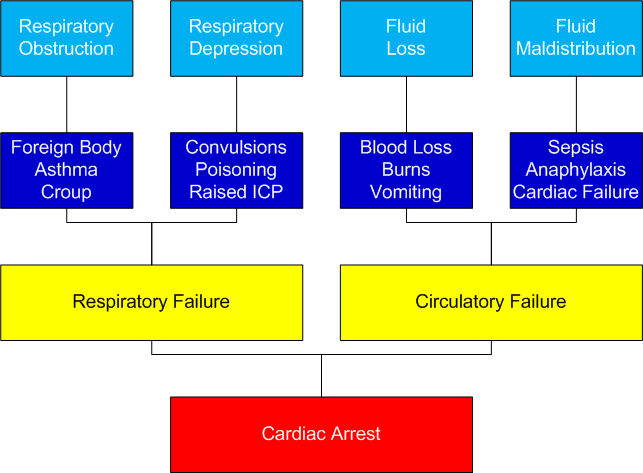 Respiratory
Obstruction
Respiratory
Depression
Fluid
Loss
Fluid
Maldistribution
Foreign Body
Asthma
Croup
Convulsions
Poisoning
Raised ICP
Blood Loss
Burns
Vomiting
Sepsis
Anaphylaxis
Cardiac Failure
Respiratory Failure
Circulatory Failure
Cardiac Arrest